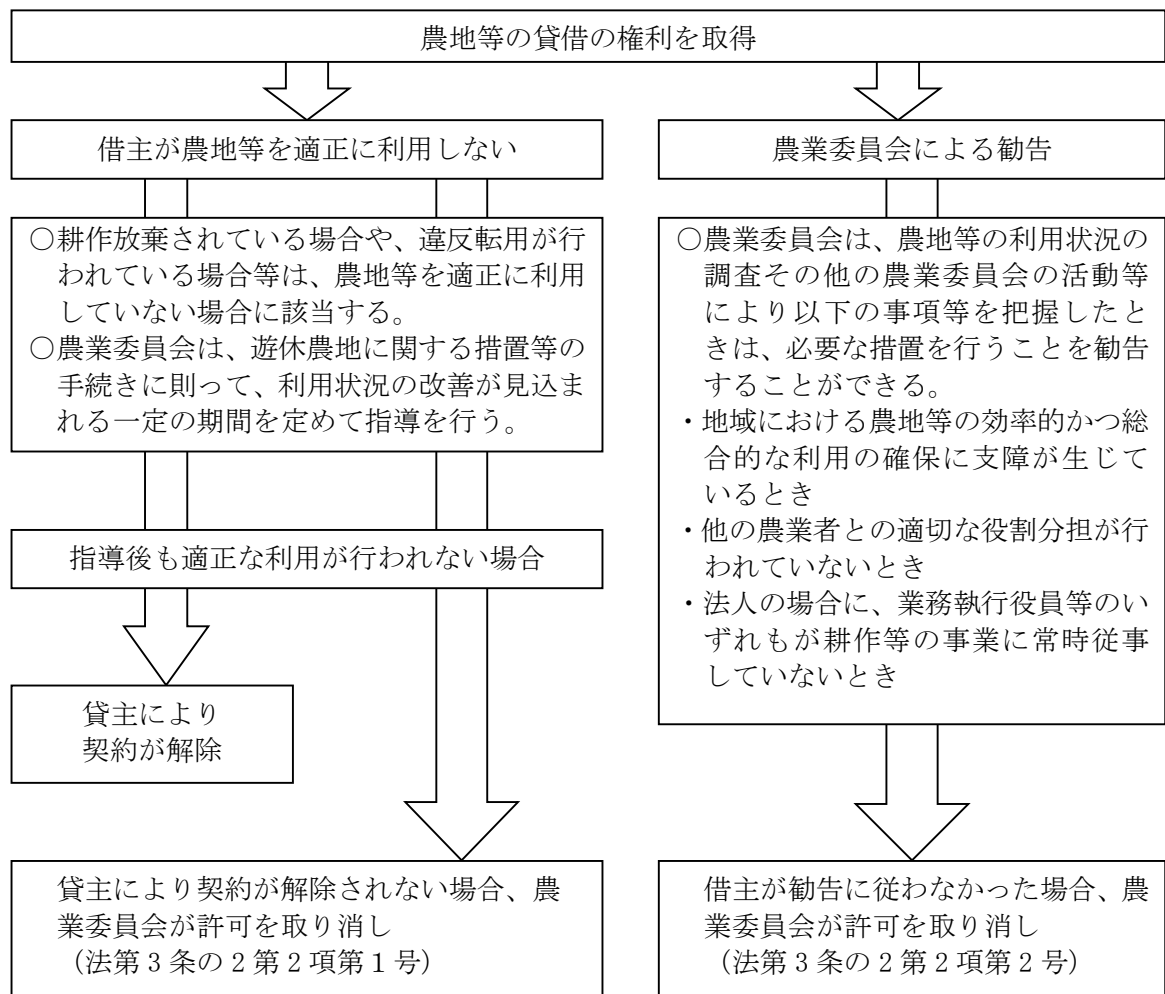 農地等の貸借の権利を取得
借主が農地等を適正に利用しない
○耕作放棄されている場合や、違反転用が行
われている場合等は、農地等を適正に利用
していない場合に該当する。
○農業委員会は、遊休農地に関する措置等の
手続きに則って、利用状況の改善が見込ま
れる一定の期間を定めて指導を行う。
指導後も適正な利用が行われない場合
貸主により
契約が解除
貸主により契約が解除されない場合、農
業委員会が許可を取り消し
(法第3条の2第2項第1号)
農業委員会による勧告
○農業委員会は、農地等の利用状況の
調査その他の農業委員会の活動等
により以下の事項等を把握したと
きは、必要な措置を行うことを勧告
することができる。
・地域における農地等の効率的かつ総
合的な利用の確保に支障が生じて
いるとき
・他の農業者との適切な役割分担が行
われていないとき
・法人の場合に、業務執行役員等のい
ずれもが耕作等の事業に常時従事
していないとき
借主が勧告に従わなかった場合、農
業委員会が許可を取り消し
(法第3条の2第2項第2号)